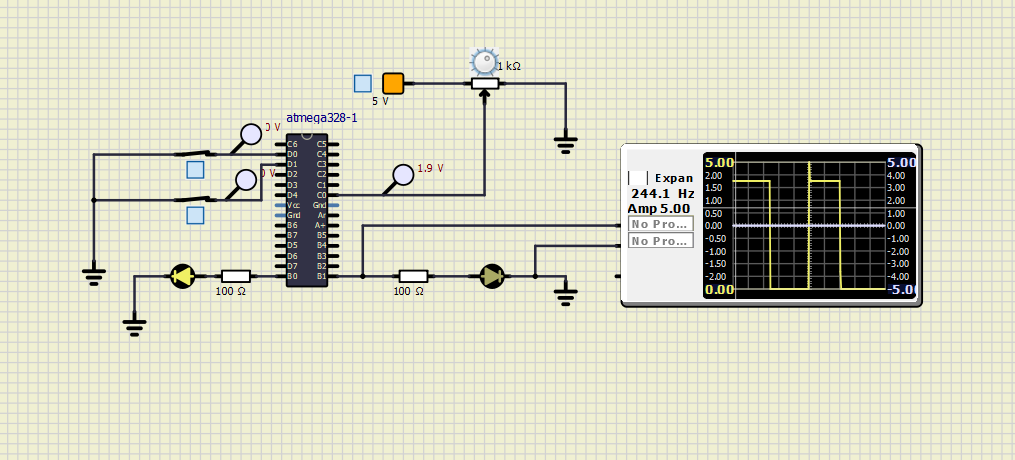 1 kΩ
5 V
atmega328-1
0 V
C6 C5
D0 C4
D1 C3
0 V
D2 C2
1.9 V
D3 C1
D4 C0
Vcc Gnd
Grd Ar
B6 A+
B7 B5
D5 B4
D6 B3
D7 B2
B0 B1
100 Ω
100 Ω
Expan
244.1 Hz
Amp 5.00
No Pro...
No Pro...
5.00 5.00
2.00 4.00
1.50 3.00
1.00 2.00
0.50 1.00
0.00 0.00
-0.50 -1.00
-1.00 -2.00
-1.50 -3.00
-2.00 -4.00
0.00 -5.00